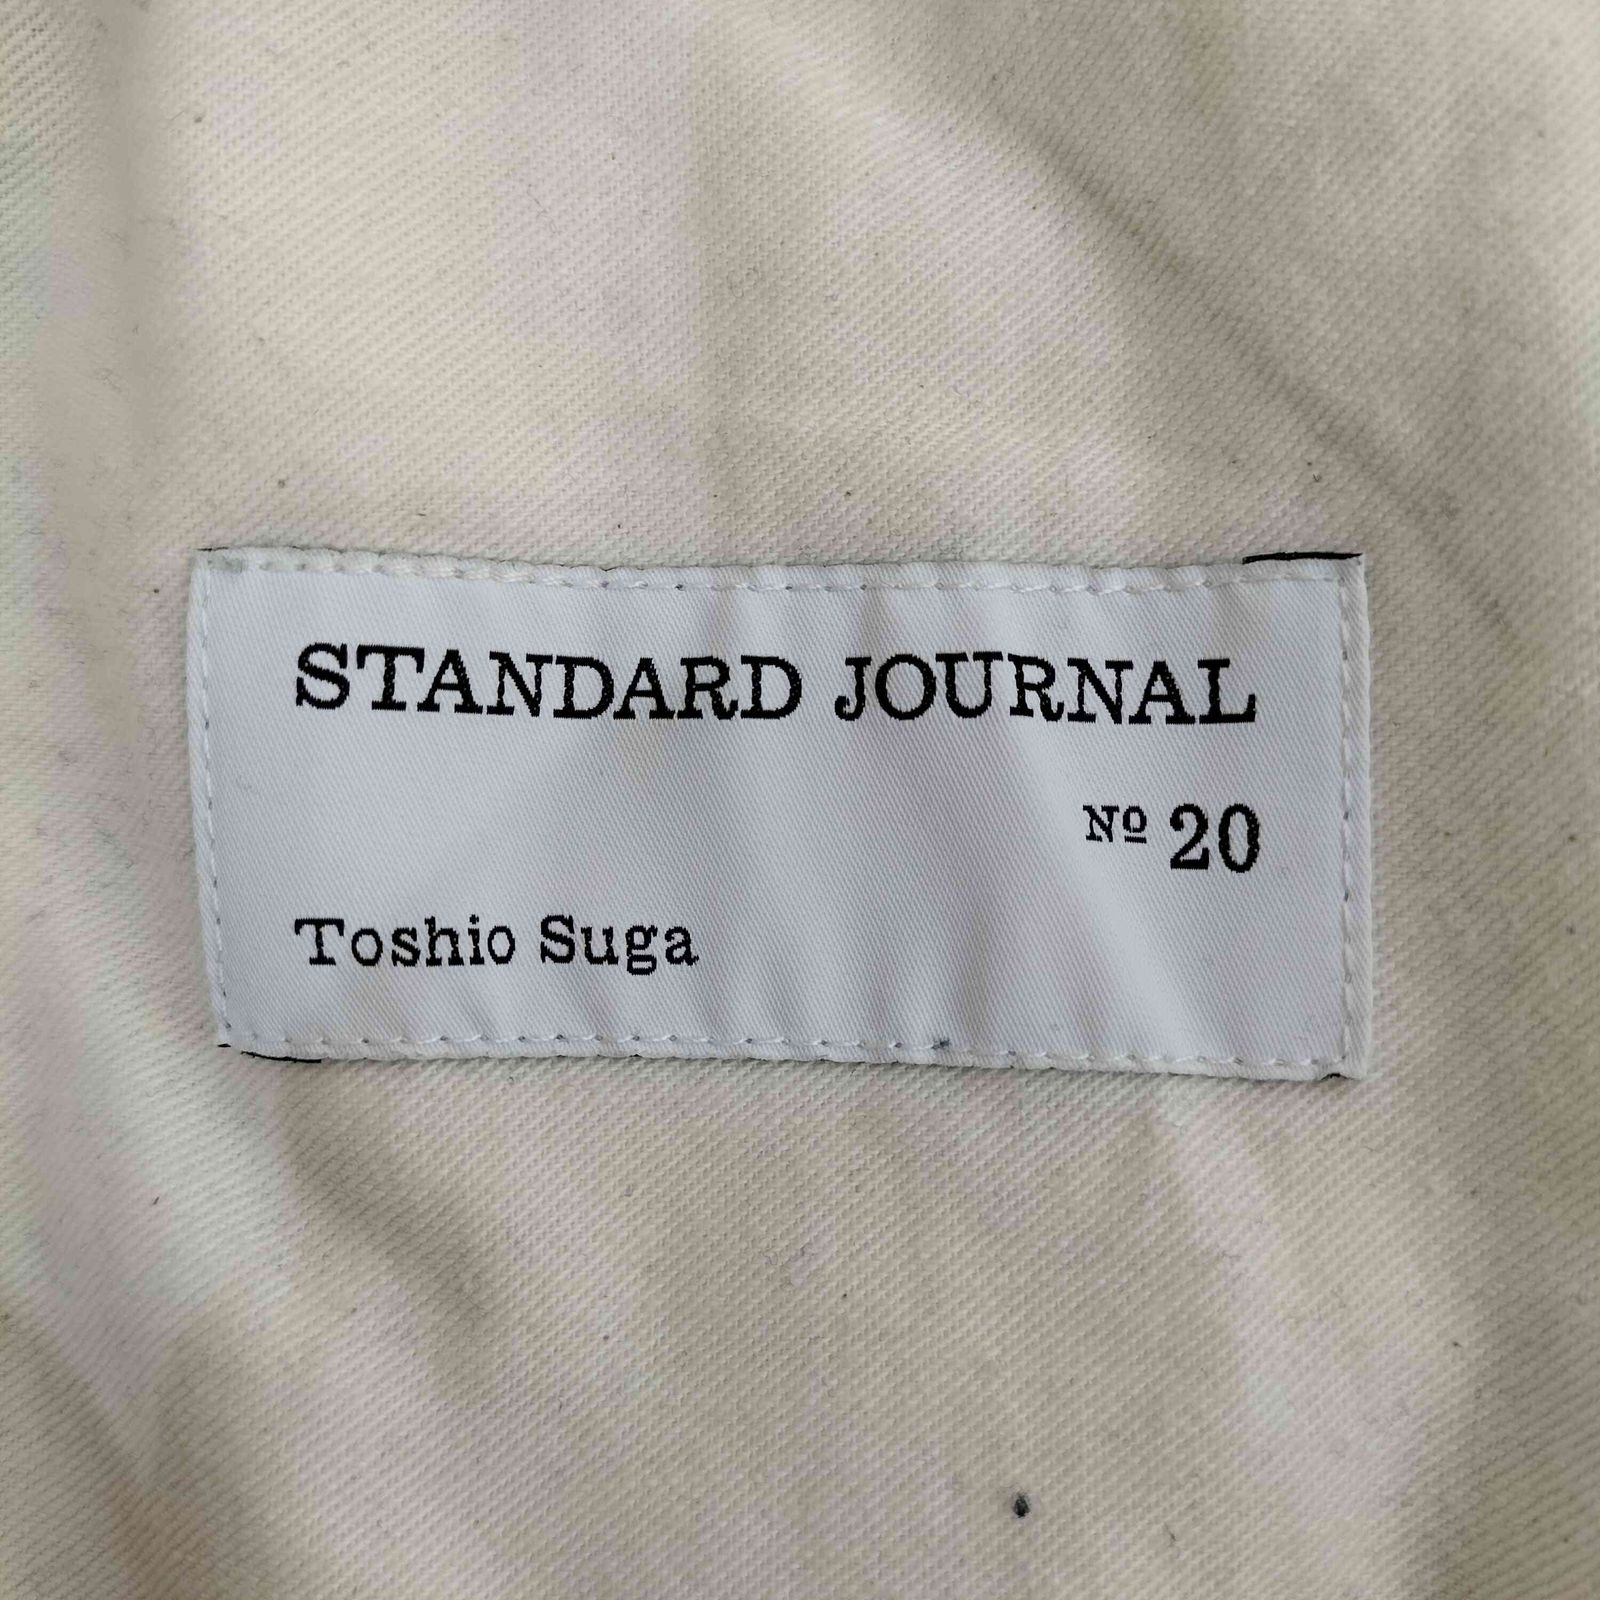 STANDARD JOURNAL
Nº 20
Toshio Suga